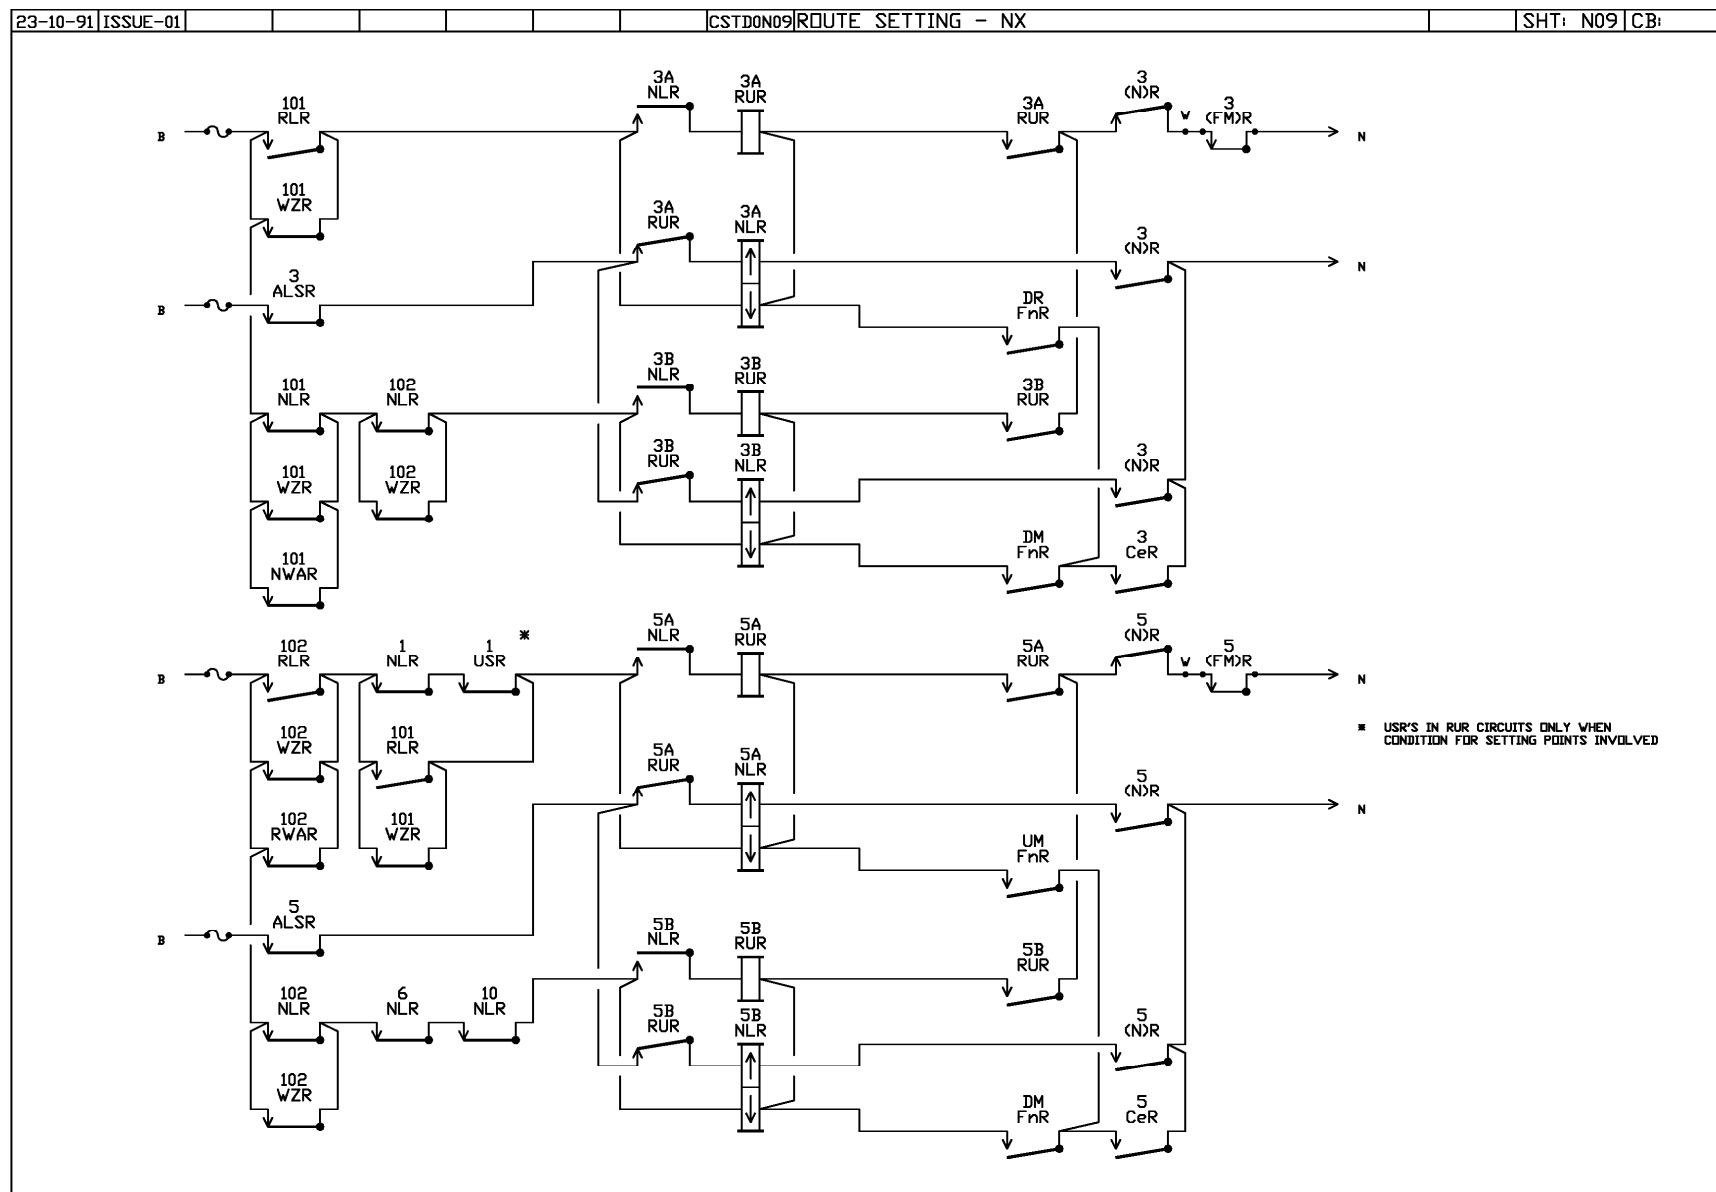 23-10-91 ISSUE-01 CSTDON09 ROUTE SETTING - NX SHT: N09 CB:
3A
NLR
3A
RUR
3
(N)R
101
RLR
3A
RUR
W
3
(FM)R
B
N
101
WZR
3A
RUR
3A
NLR
3
(N)R
N
3
ALSR
B
DR
FnR
101
NLR
102
NLR
3B
NLR
3B
RUR
3B
RUR
101
WZR
102
WZR
3B
RUR
3B
NLR
3
(N)R
101
NWAR
DM
FnR
3
CeR
102
RLR
1
NLR
1
USR
*
5A
NLR
5A
RUR
5A
RUR
5
(N)R
W
5
(FM)R
B
N
* USR'S IN RUR CIRCUITS ONLY WHEN
CONDITION FOR SETTING POINTS INVOLVED
102
WZR
101
RLR
5A
RUR
5A
NLR
5
(N)R
N
102
RWAR
101
WZR
UM
FnR
5
ALSR
B
5B
NLR
5B
RUR
5B
RUR
102
NLR
6
NLR
10
NLR
5B
RUR
5B
NLR
5
(N)R
102
WZR
DM
FnR
5
CeR